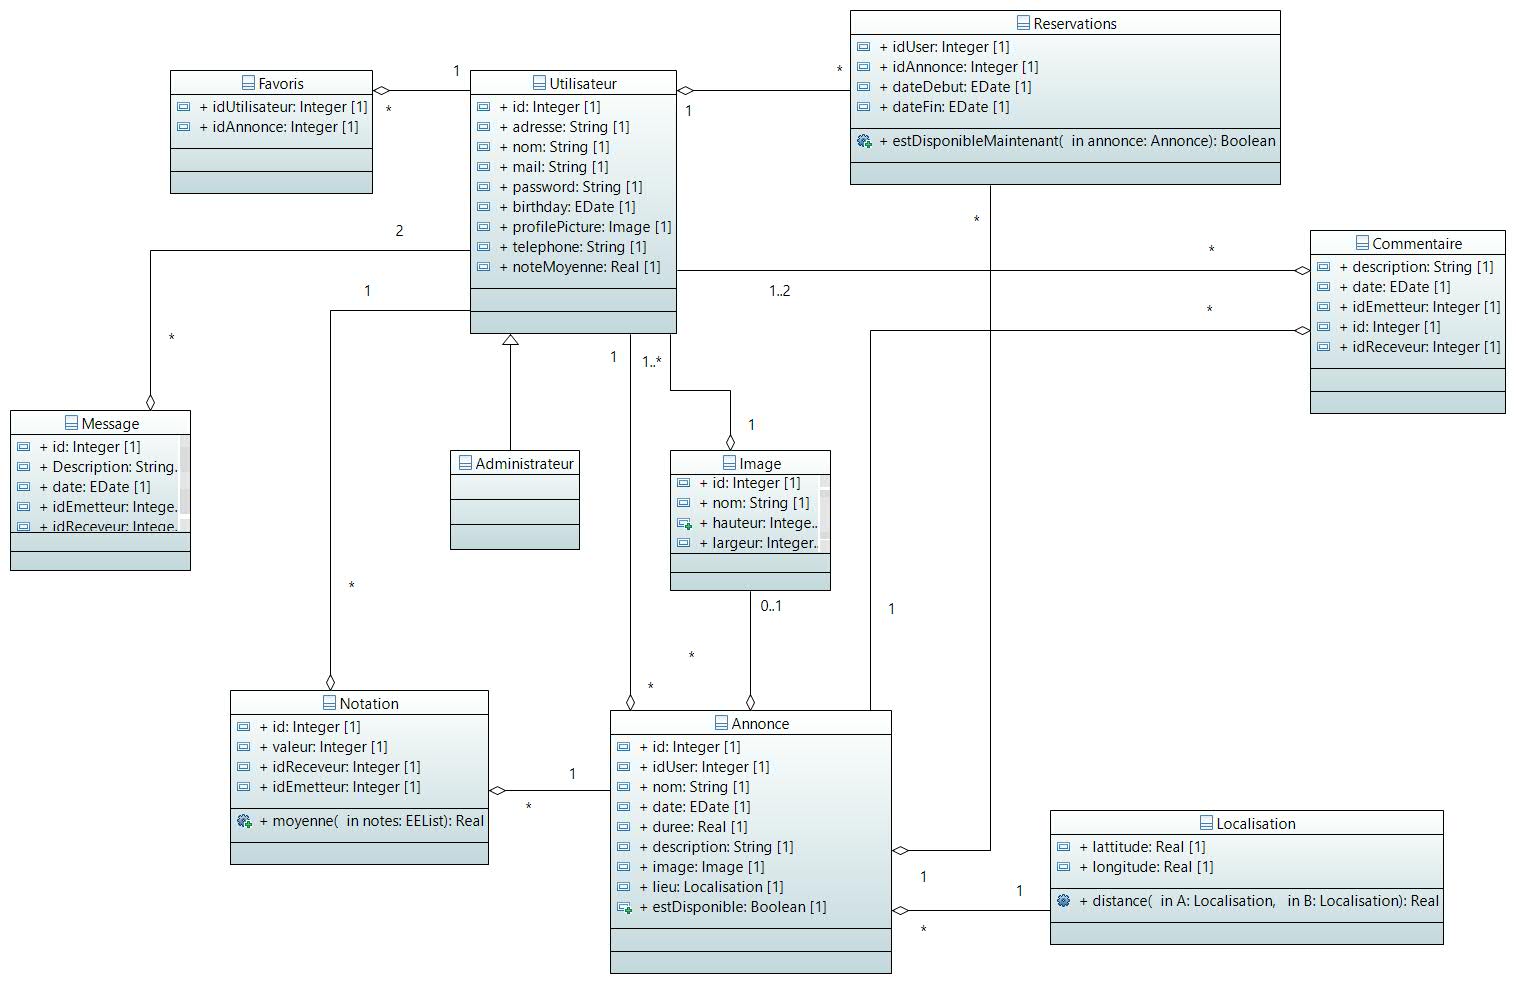 Favoris
+ idUtilisateur: Integer [1]
+ idAnnonce: Integer [1]
1
*
Utilisateur
+ id: Integer [1]
+ adresse: String [1]
+ nom: String [1]
+ mail: String [1]
+ password: String [1]
+ birthday: EDate [1]
+ profilePicture: Image [1]
+ telephone: String [1]
+ noteMoyenne: Real [1]
1
*
Reservations
+ idUser: Integer [1]
+ idAnnonce: Integer [1]
+ dateDebut: EDate [1]
+ dateFin: EDate [1]
+ estDisponibleMaintenant( in annonce: Annonce): Boolean
*
2
*
1
*
1
1..*
1..2
*
*
1
Commentaire
+ description: String [1]
+ date: EDate [1]
+ idEmetteur: Integer [1]
+ id: Integer [1]
+ idReceveur: Integer [1]
Message
+ id: Integer [1]
+ Description: String.
+ date: EDate [1]
+ idEmetteur: Intege.
+ idReceveur: Intege.
Administrateur
1
Image
+ id: Integer [1]
+ nom: String [1]
+ hauteur: Intege..
+ largeur: Integer..
0..1
*
*
Notation
+ id: Integer [1]
+ valeur: Integer [1]
+ idReceveur: Integer [1]
+ idEmetteur: Integer [1]
+ moyenne( in notes: EEList): Real
1
*
Annonce
+ id: Integer [1]
+ idUser: Integer [1]
+ nom: String [1]
+ date: EDate [1]
+ duree: Real [1]
+ description: String [1]
+ image: Image [1]
+ lieu: Localisation [1]
+ estDisponible: Boolean [1]
1
1
*
Localisation
+ lattitude: Real [1]
+ longitude: Real [1]
+ distance( in A: Localisation, in B: Localisation): Real